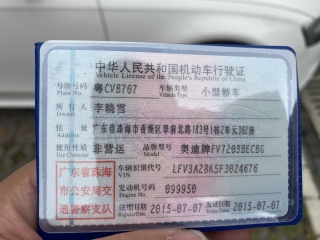 中华人民共和国机动车行驶证
Vehicle License of the People's Republic of China
号牌号码 粤CVB767 车辆类型 小型轿车
Plate No. Vehicle Type
所有人 李晓雪
Owner
住址 广东省珠海市香洲区翠前北路183号1栋2单元302房
Address
使用性质 非营运 品牌型号 奥迪牌FV7203BECBG
Use Character Model
广东省珠海市公安局交通警察支队
车辆识别代号 LFV3A28K5F3024676
VIN
发动机号码 099950
Engine No.
注册日期 2015-07-07 发证日期 2015-07-07
Register Date Issue Date